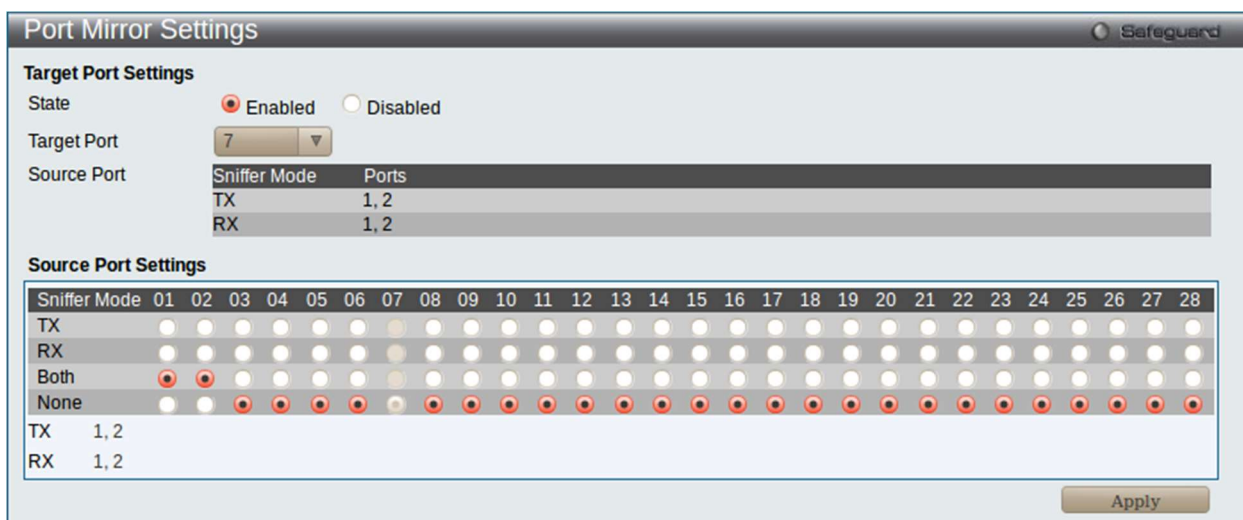 Port Mirror Settings Safeguard
Target Port Settings
State Enabled Disabled
Target Port 7
Source Port Sniffer Mode Ports
TX 1, 2
RX 1, 2
Source Port Settings
Sniffer Mode 01 02 03 04 05 06 07 08 09 10 11 12 13 14 15 16 17 18 19 20 21 22 23 24 25 26 27 28
TX
RX
Both
None
TX 1, 2
RX 1, 2
Apply